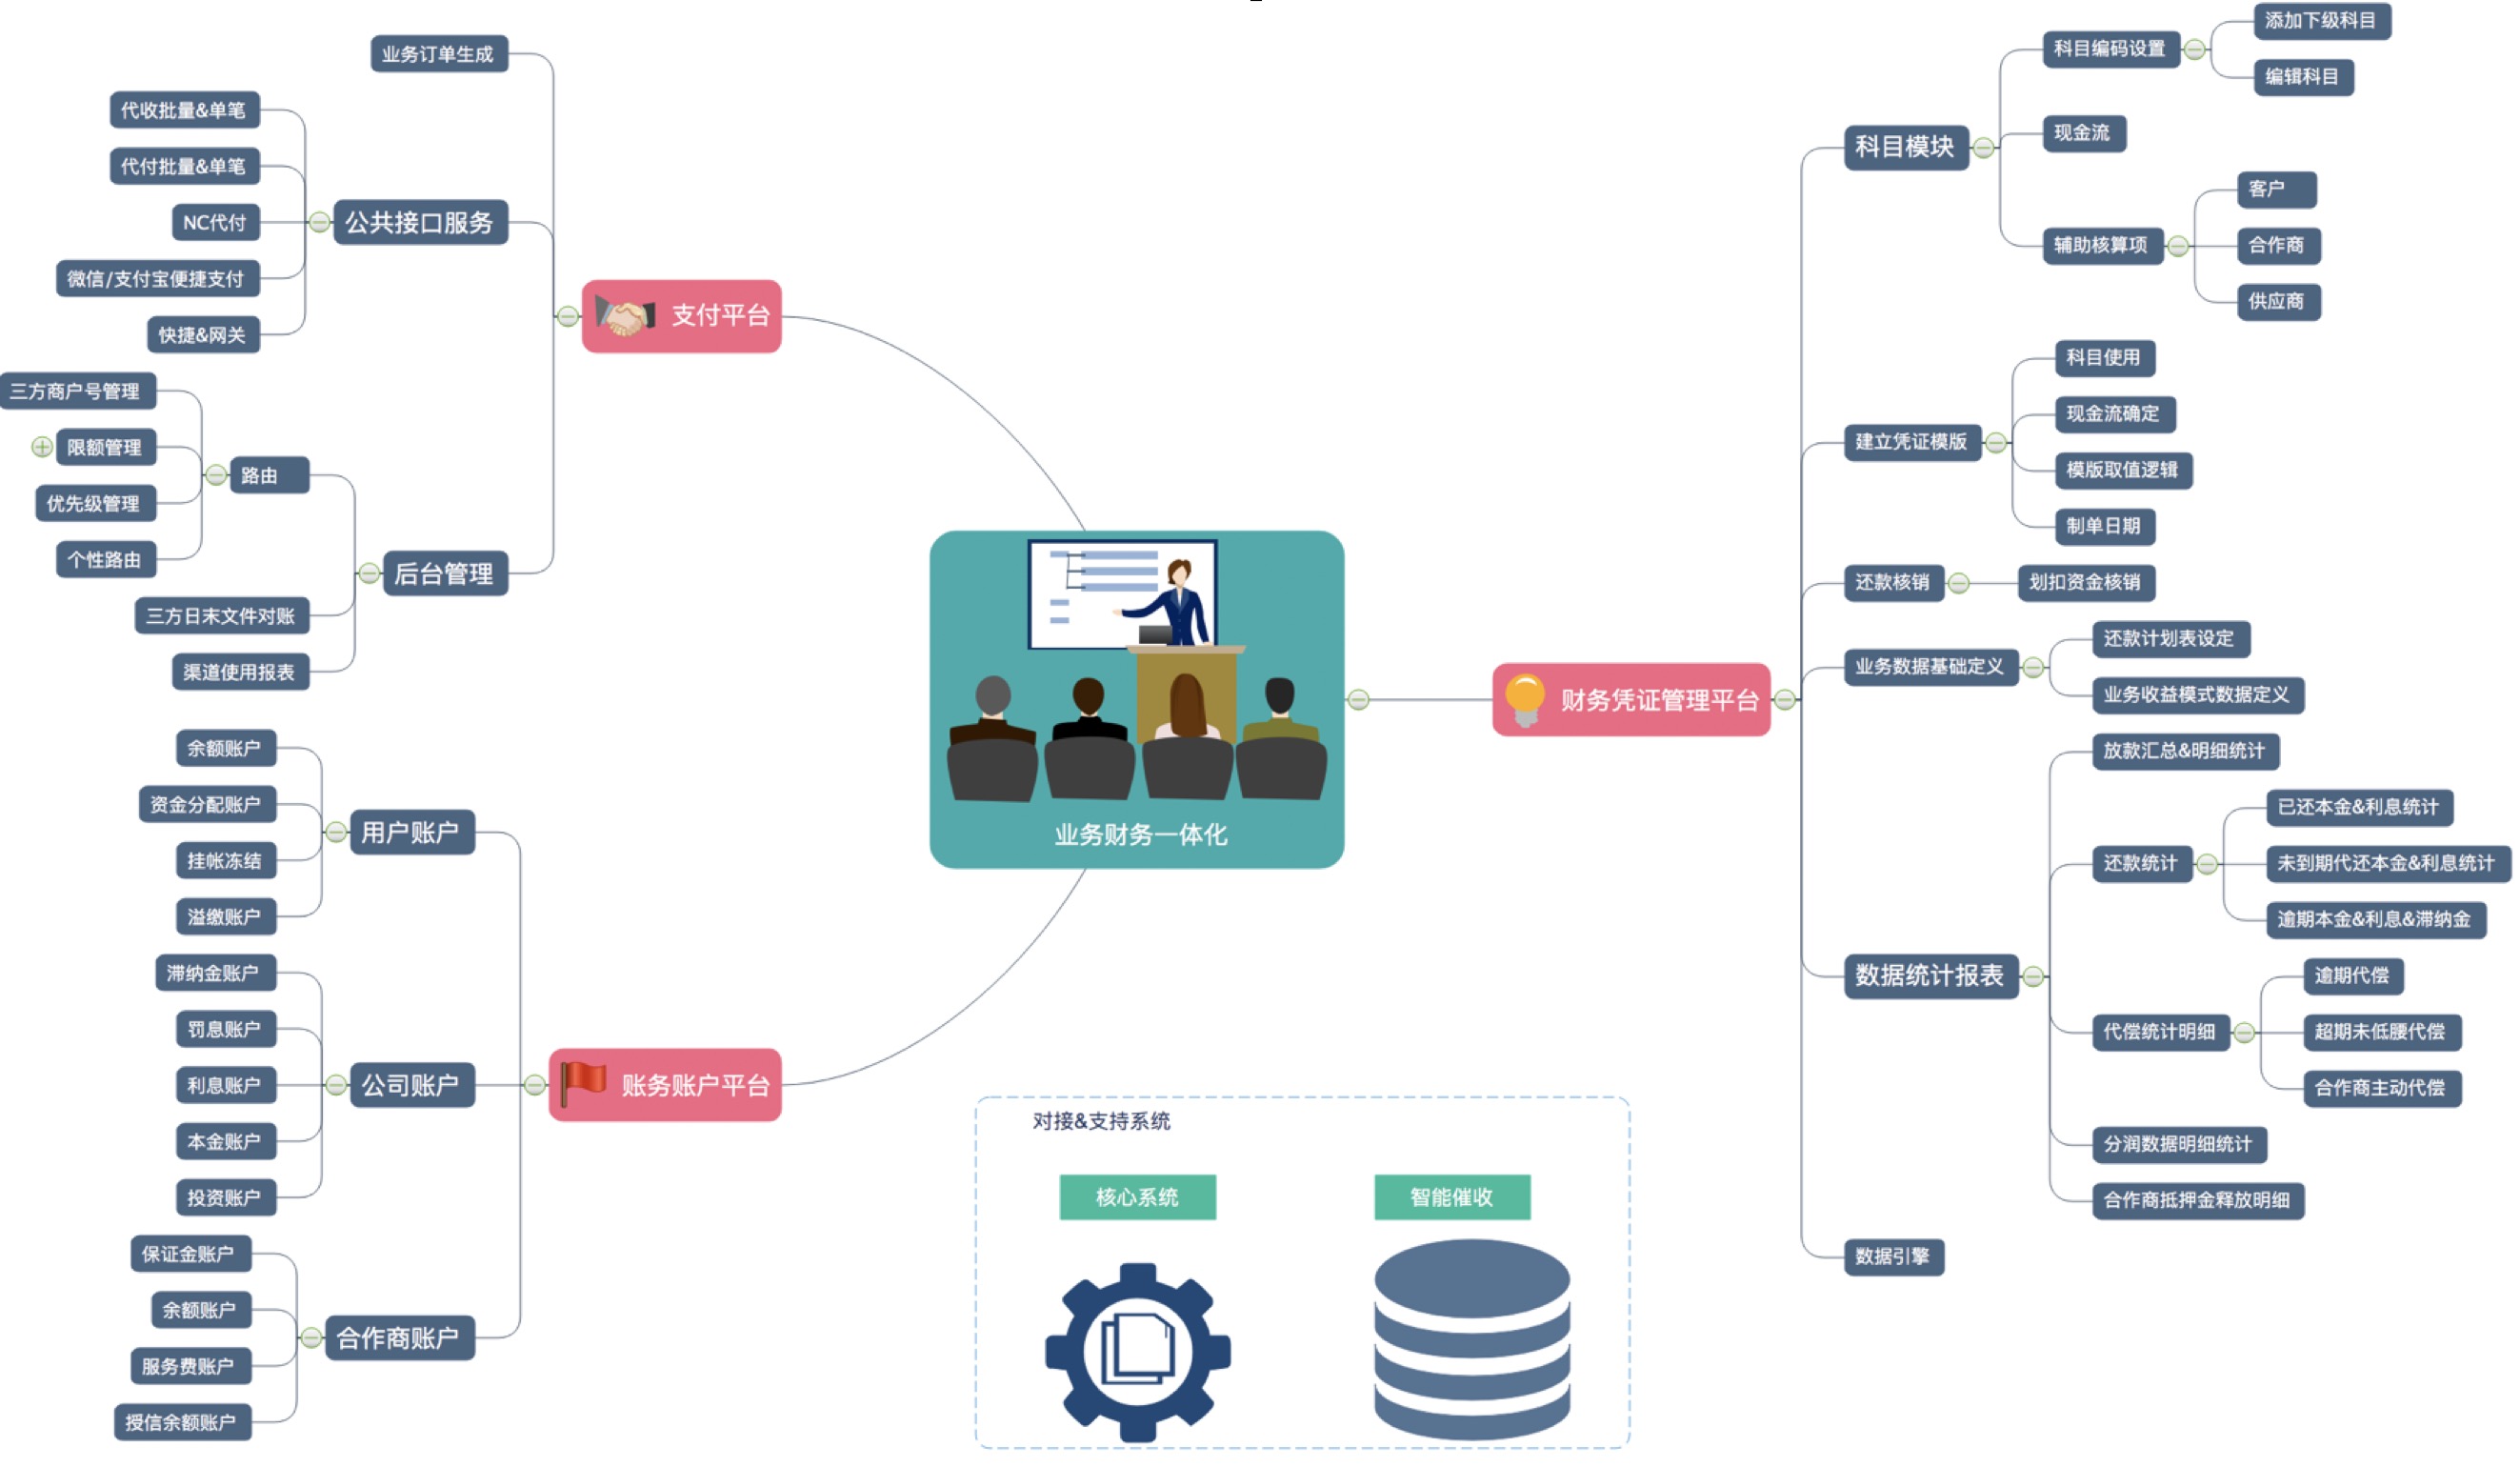 业务订单生成
代收批量&单笔
代付批量&单笔
NC代付
微信/支付宝便捷支付
快捷&网关
公共接口服务
三方商户号管理
限额管理
优先级管理
个性路由
路由
三方日末文件对账
渠道使用报表
后台管理
支付平台
余额账户
资金分配账户
挂帐冻结
溢缴账户
用户账户
滞纳金账户
罚息账户
利息账户
本金账户
投资账户
公司账户
保证金账户
余额账户
服务费账户
授信余额账户
合作商账户
账务账户平台
业务财务一体化
财务凭证管理平台
科目模块
科目编码设置
添加下级科目
编辑科目
现金流
辅助核算项
客户
合作商
供应商
建立凭证模版
科目使用
现金流确定
模版取值逻辑
制单日期
还款核销
划扣资金核销
业务数据基础定义
还款计划表设定
业务收益模式数据定义
数据统计报表
放款汇总&明细统计
还款统计
已还本金&利息统计
未到期代还本金&利息统计
逾期本金&利息&滞纳金
代偿统计明细
逾期代偿
超期未低腰代偿
合作商主动代偿
分润数据明细统计
合作商抵押金释放明细
数据引擎
对接&支持系统
核心系统
智能催收